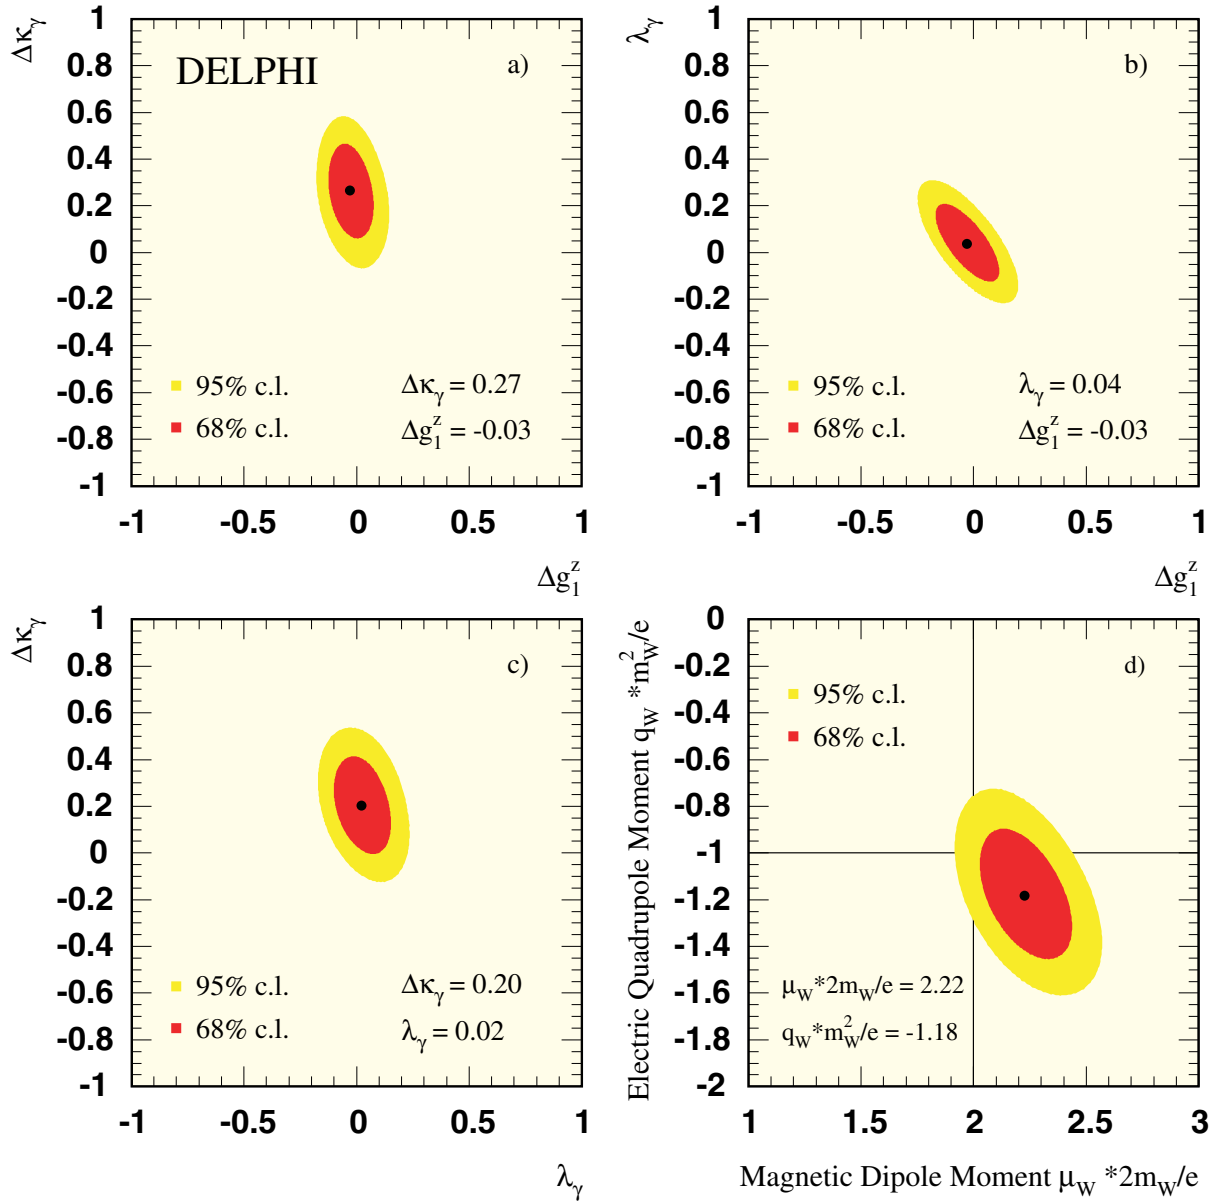 Δκγ
1
0.8
0.6
0.4
0.2
0
-0.2
-0.4
-0.6
-0.8
-1
DELPHI
a)
95% c.l.
68% c.l.
Δκγ = 0.27
Δg₁ᶻ = -0.03
-1 -0.5 0 0.5 1
Δg₁ᶻ
λγ
1
0.8
0.6
0.4
0.2
0
-0.2
-0.4
-0.6
-0.8
-1
b)
95% c.l.
68% c.l.
λγ = 0.04
Δg₁ᶻ = -0.03
-1 -0.5 0 0.5 1
Δg₁ᶻ
Δκγ
1
0.8
0.6
0.4
0.2
0
-0.2
-0.4
-0.6
-0.8
-1
c)
95% c.l.
68% c.l.
Δκγ = 0.20
λγ = 0.02
-1 -0.5 0 0.5 1
λγ
Electric Quadrupole Moment qW *m²W/e
0
-0.2
-0.4
-0.6
-0.8
-1
-1.2
-1.4
-1.6
-1.8
-2
d)
95% c.l.
68% c.l.
μW*2mW/e = 2.22
qW*m²W/e = -1.18
1 1.5 2 2.5 3
Magnetic Dipole Moment μW *2mW/e